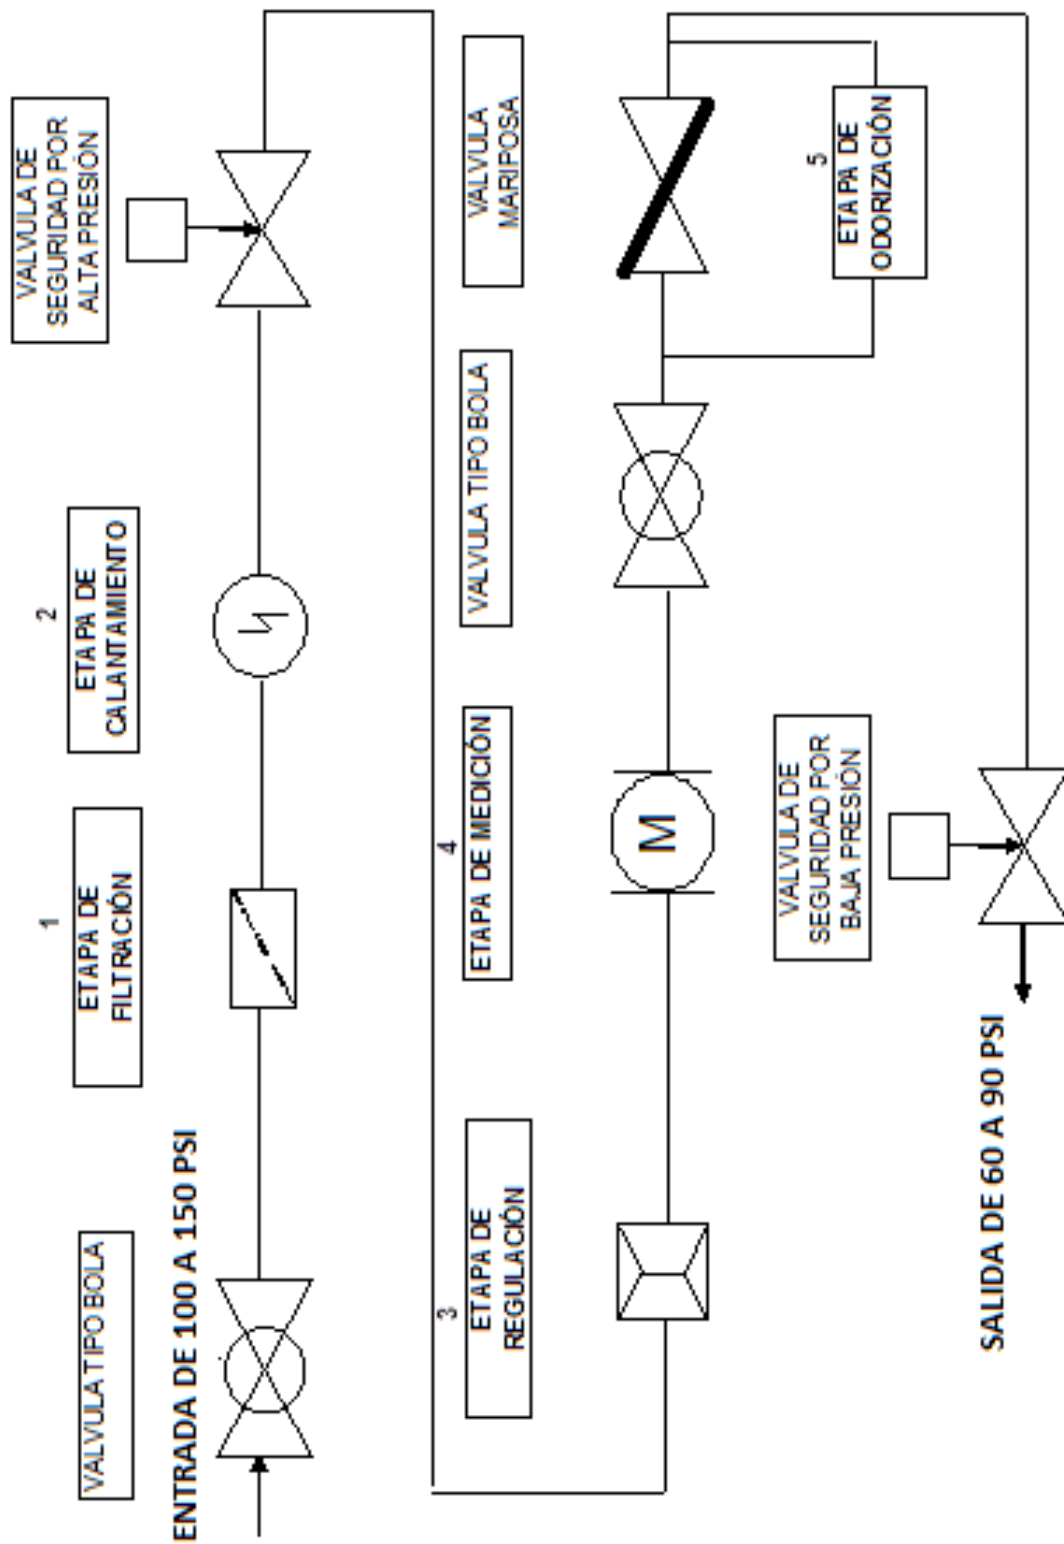 VALVULA TIPO BOLA
ENTRADA DE 100 A 150 PSI
1
ETAPA DE
FILTRACIÓN
2
ETAPA DE
CALANTAMIENTO
VALVULA DE
SEGURIDAD POR
ALTA PRESIÓN
3
ETAPA DE
REGULACIÓN
4
ETAPA DE MEDICIÓN
M
VALVULA TIPO BOLA
VALVULA
MARIPOSA
5
ETAPA DE
ODORIZACIÓN
VALVULA DE
SEGURIDAD POR
BAJA PRESIÓN
SALIDA DE 60 A 90 PSI